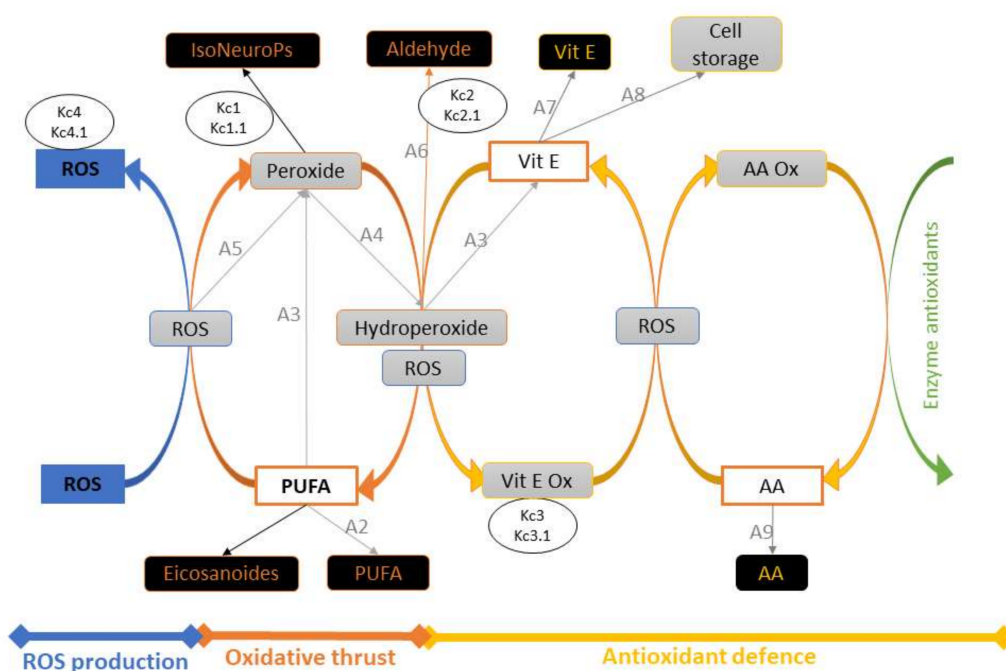 IsoNeuroPs
Aldehyde
Vit E
Cell
storage
Kc4
Kc4.1
Kc1
Kc1.1
Kc2
Kc2.1
A7
A8
ROS
Peroxide
A6
Vit E
AA Ox
A5
A4
A3
A3
ROS
Hydroperoxide
ROS
ROS
Enzyme antioxidants
ROS
PUFA
Vit E Ox
AA
Kc3
Kc3.1
A2
A9
Eicosanoides
PUFA
AA
ROS production
Oxidative thrust
Antioxidant defence